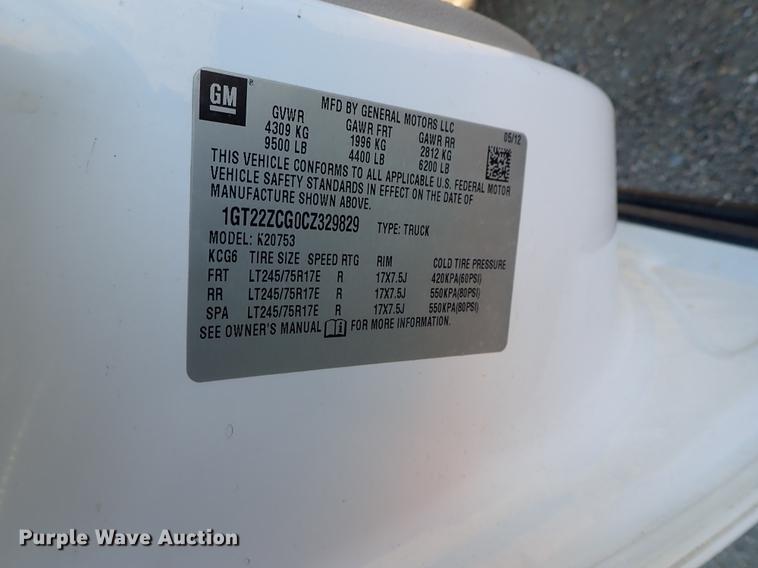 GM
MFD BY GENERAL MOTORS LLC
05/12
GVWR GAWR FRT GAWR RR
4309 KG 1996 KG 2812 KG
9500 LB 4400 LB 6200 LB
THIS VEHICLE CONFORMS TO ALL APPLICABLE U.S. FEDERAL MOTOR
VEHICLE SAFETY STANDARDS IN EFFECT ON THE DATE OF
MANUFACTURE SHOWN ABOVE.
1GT22ZCG0CZ329829 TYPE: TRUCK
MODEL: K20753
KCG6 TIRE SIZE SPEED RTG RIM COLD TIRE PRESSURE
FRT LT245/75R17E R 17X7.5J 420KPA(60PSI)
RR LT245/75R17E R 17X7.5J 550KPA(80PSI)
SPA LT245/75R17E R 17X7.5J 550KPA(80PSI)
SEE OWNER'S MANUAL FOR MORE INFORMATION.
Purple Wave Auction